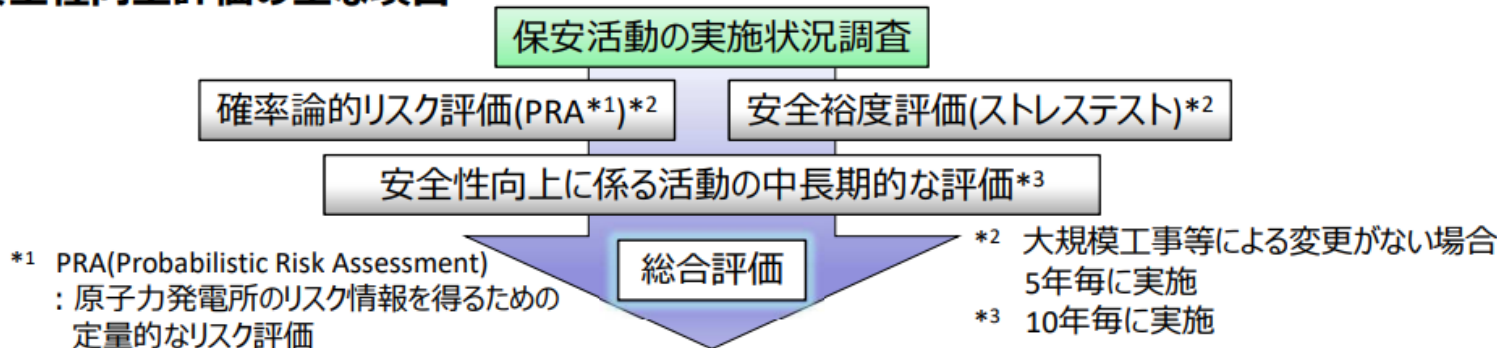 保安活動の実施状況調査
確率論的リスク評価(PRA*1)*2
安全裕度評価(ストレステスト)*2
安全性向上に係る活動の中長期的な評価*3
総合評価
*1 PRA(Probabilistic Risk Assessment)
：原子力発電所のリスク情報を得るための
定量的なリスク評価
*2 大規模工事等による変更がない場合
5年毎に実施
*3 10年毎に実施